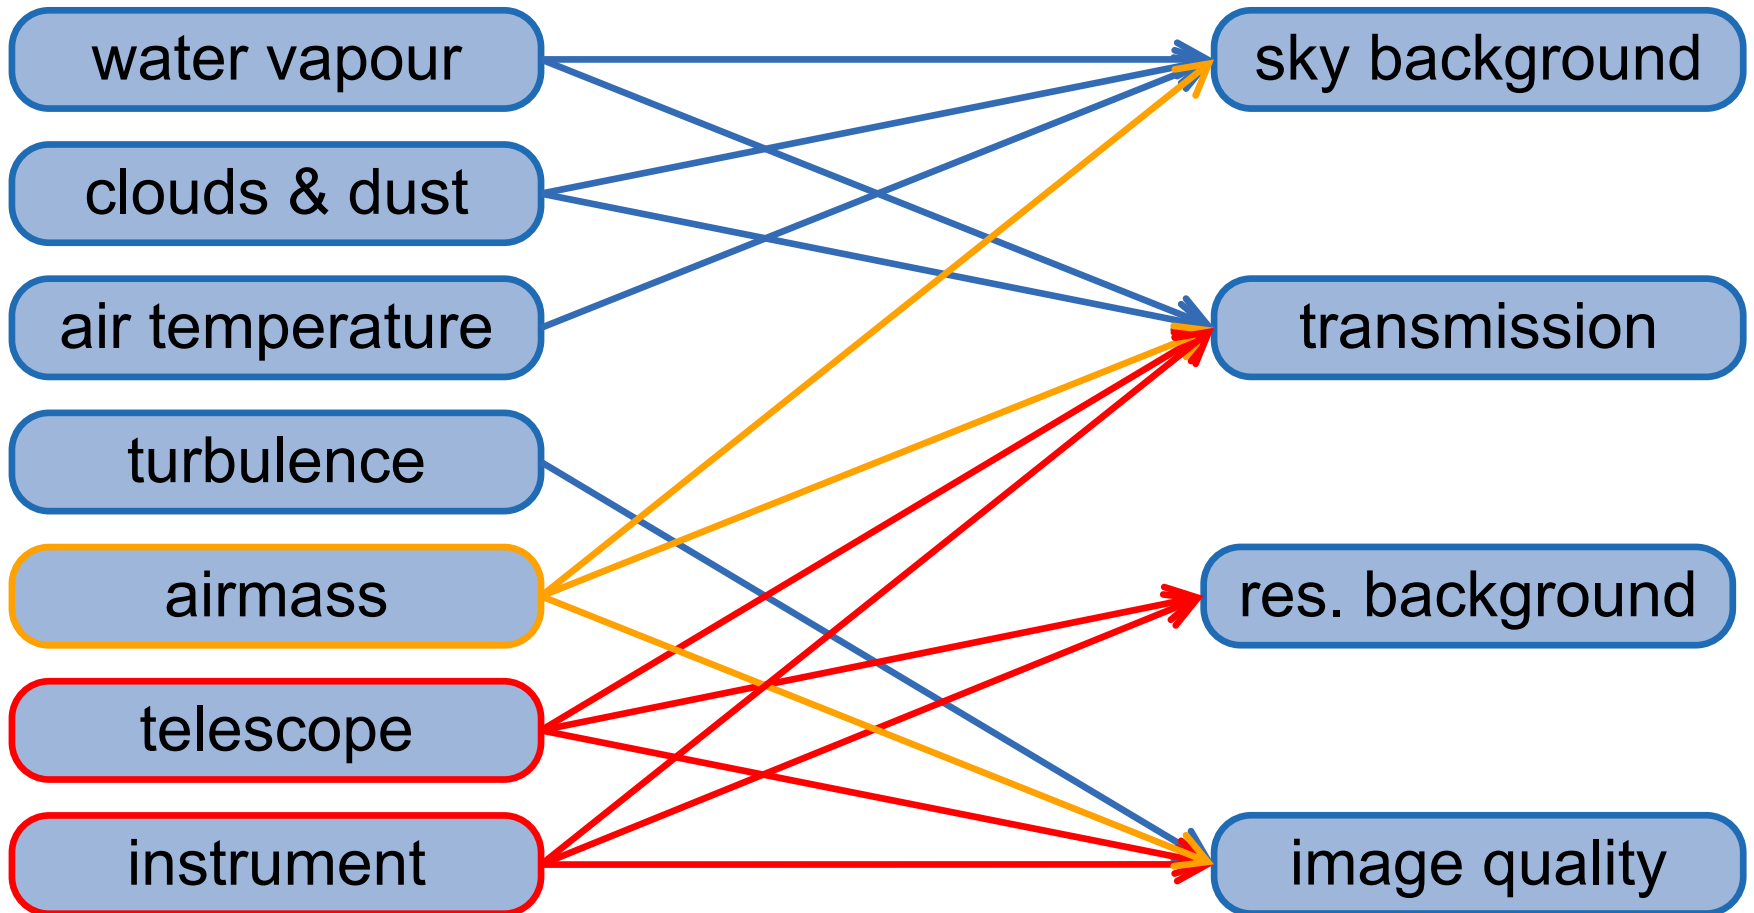 water vapour
clouds & dust
air temperature
turbulence
airmass
telescope
instrument
sky background
transmission
res. background
image quality